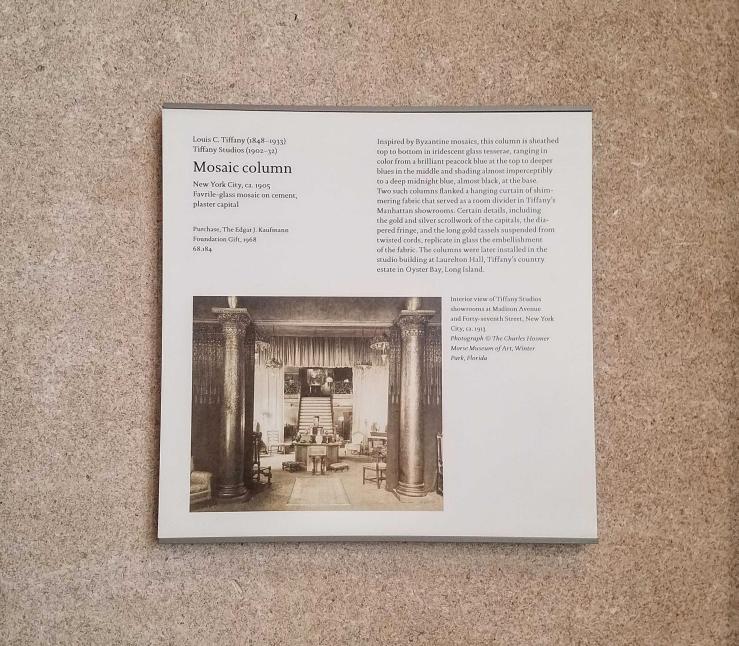 Louis C. Tiffany (1848–1933)
Tiffany Studios (1902–32)
Mosaic column
New York City, ca. 1905
Favrile-glass mosaic on cement,
plaster capital
Purchase, The Edgar J. Kaufmann
Foundation Gift, 1968
68.184
Inspired by Byzantine mosaics, this column is sheathed
top to bottom in iridescent glass tesserae, ranging in
color from a brilliant peacock blue at the top to deeper
blues in the middle and shading almost imperceptibly
to a deep midnight blue, almost black, at the base.
Two such columns flanked a hanging curtain of shim-
mering fabric that served as a room divider in Tiffany's
Manhattan showrooms. Certain details, including
the gold and silver scrollwork of the capitals, the dia-
pered fringe, and the long gold tassels suspended from
twisted cords, replicate in glass the embellishment
of the fabric. The columns were later installed in the
studio building at Laurelton Hall, Tiffany's country
estate in Oyster Bay, Long Island.
Interior view of Tiffany Studios
showrooms at Madison Avenue
and Forty-seventh Street, New York
City, ca. 1913
Photograph © The Charles Hosmer
Morse Museum of Art, Winter
Park, Florida